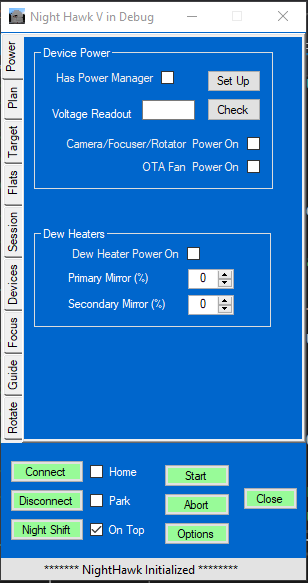 Night Hawk V in Debug
Power
Plan
Target
Flats
Session
Devices
Focus
Guide
Rotate
Device Power
Has Power Manager
Set Up
Voltage Readout
Check
Camera/Focuser/Rotator Power On
OTA Fan Power On
Dew Heaters
Dew Heater Power On
Primary Mirror (%) 0
Secondary Mirror (%) 0
Connect Home Start
Disconnect Park Abort Close
Night Shift On Top Options
******* NightHawk Initialized ********